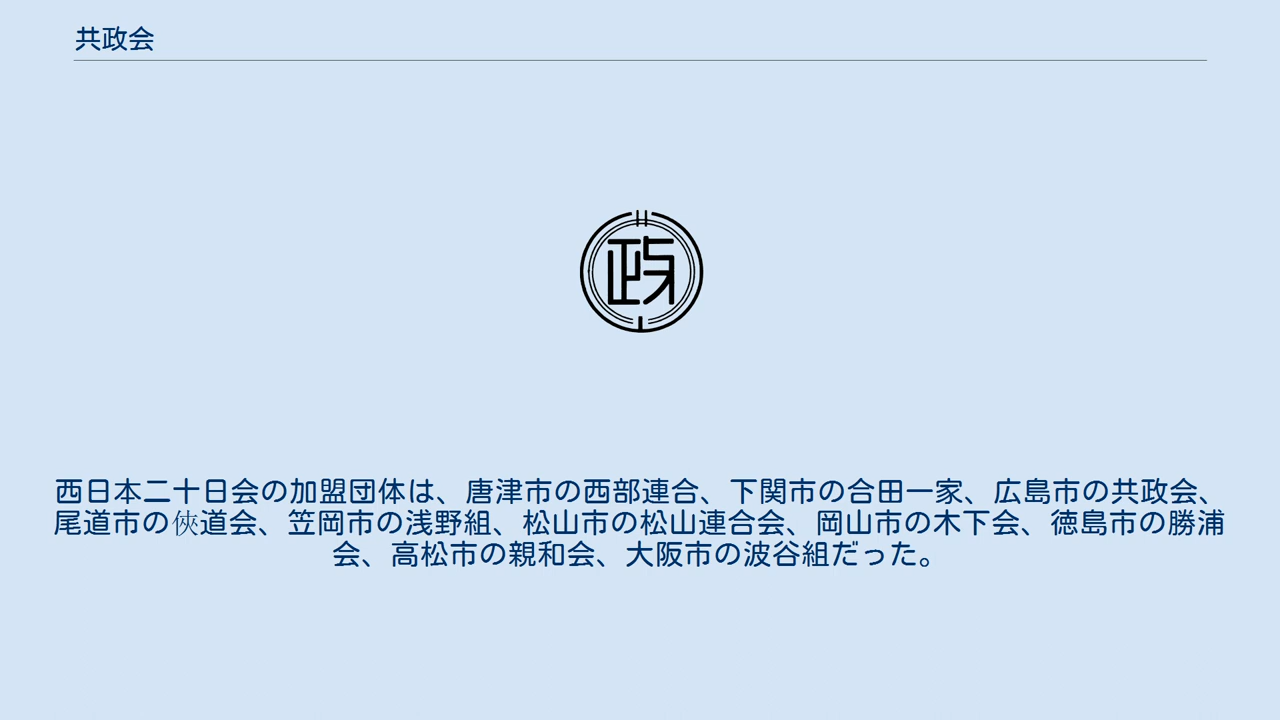 共政会
政
西日本二十日会の加盟団体は、唐津市の西部連合、下関市の合田一家、広島市の共政会、
尾道市の俠道会、笠岡市の浅野組、松山市の松山連合会、岡山市の木下会、徳島市の勝浦
会、高松市の親和会、大阪市の波谷組だった。